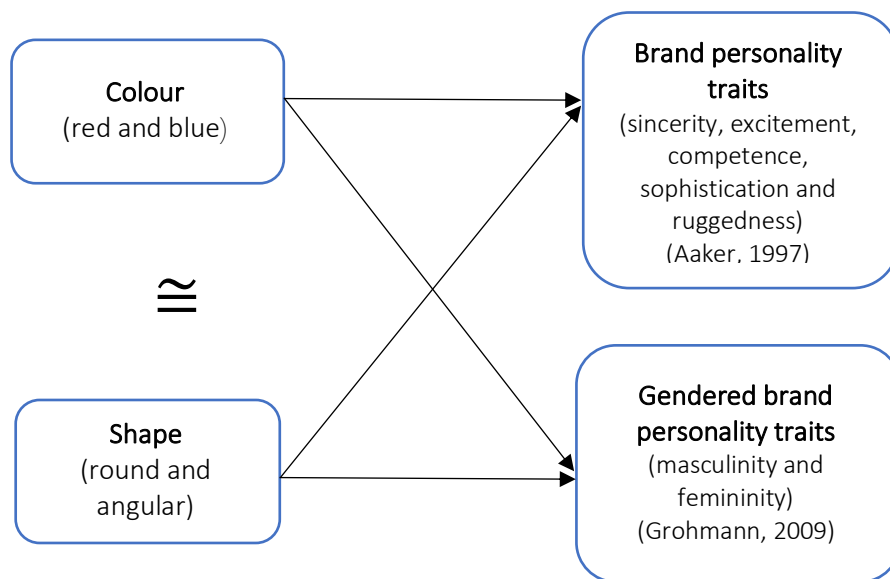 Colour
(red and blue)
≅
Shape
(round and
angular)
Brand personality
traits
(sincerity, excitement,
competence,
sophistication and
ruggedness)
(Aaker, 1997)
Gendered brand
personality traits
(masculinity and
femininity)
(Grohmann, 2009)